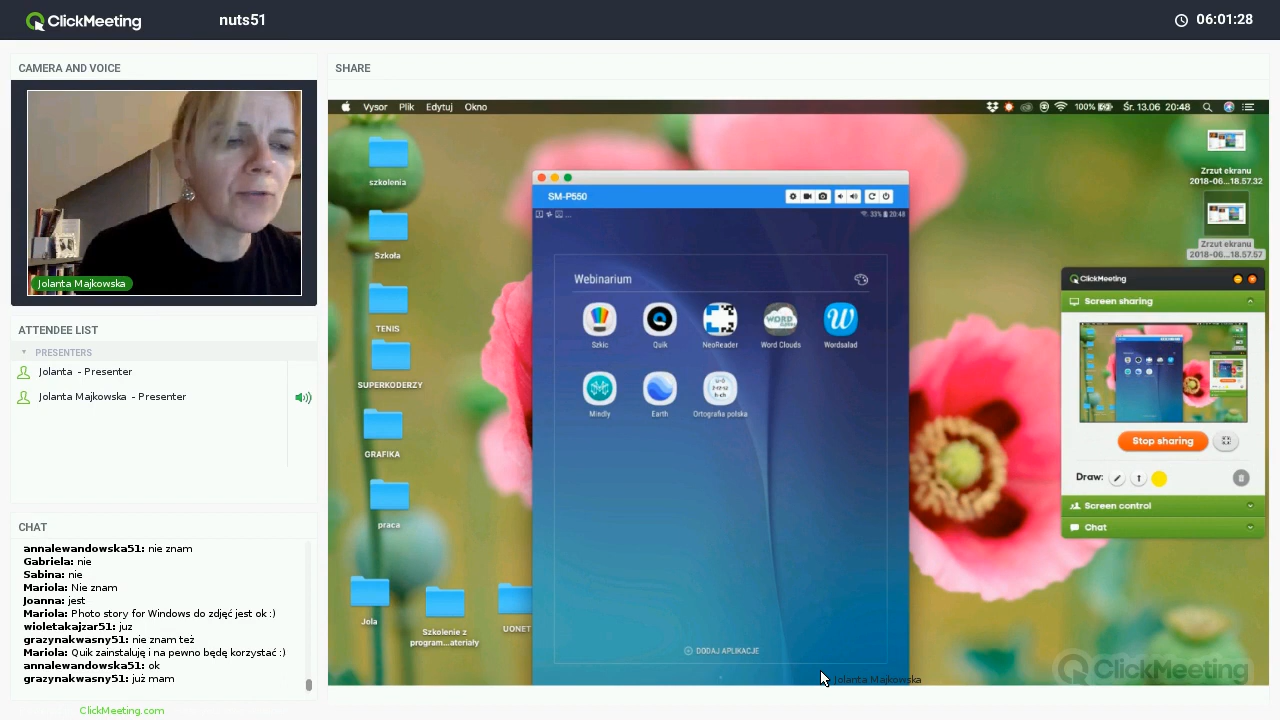 ClickMeeting
nuts51
06:01:28
CAMERA AND VOICE
Jolanta Majkowska
ATTENDEE LIST
PRESENTERS
Jolanta - Presenter
Jolanta Majkowska - Presenter
CHAT
annalewandowska51: nie znam
Gabriela: nie
Sabina: nie
Mariola: Nie znam
Joanna: jest
Mariola: Photo story for Windows do zdjęć jest ok :)
wioletakajzar51: juz
grazynakwasny51: nie znam też
Mariola: Quik zainstaluję i na pewno będę korzystać :)
annalewandowska51: ok
grazynakwasny51: już mam
ClickMeeting.com
SHARE
Vysor Plik Edytuj Okno
100% Śr. 13.06 20:48
szkolenia
Szkoła
TENIS
SUPERKODERZY
GRAFIKA
praca
Jola
Szkolenie z
program...ateriały
UONET
SM-P550
33% 20:48
Webinarium
Szkic Quik NeoReader Word Clouds Wordsalad
Mindly Earth Ortografia polska
DODAJ APLIKACJE
Jolanta Majkowska
Zrzut ekranu
2018-06...18.57.32
Zrzut ekranu
2018-06...18.57.57
ClickMeeting
Screen sharing
Stop sharing
Draw:
Screen control
Chat
ClickMeeting